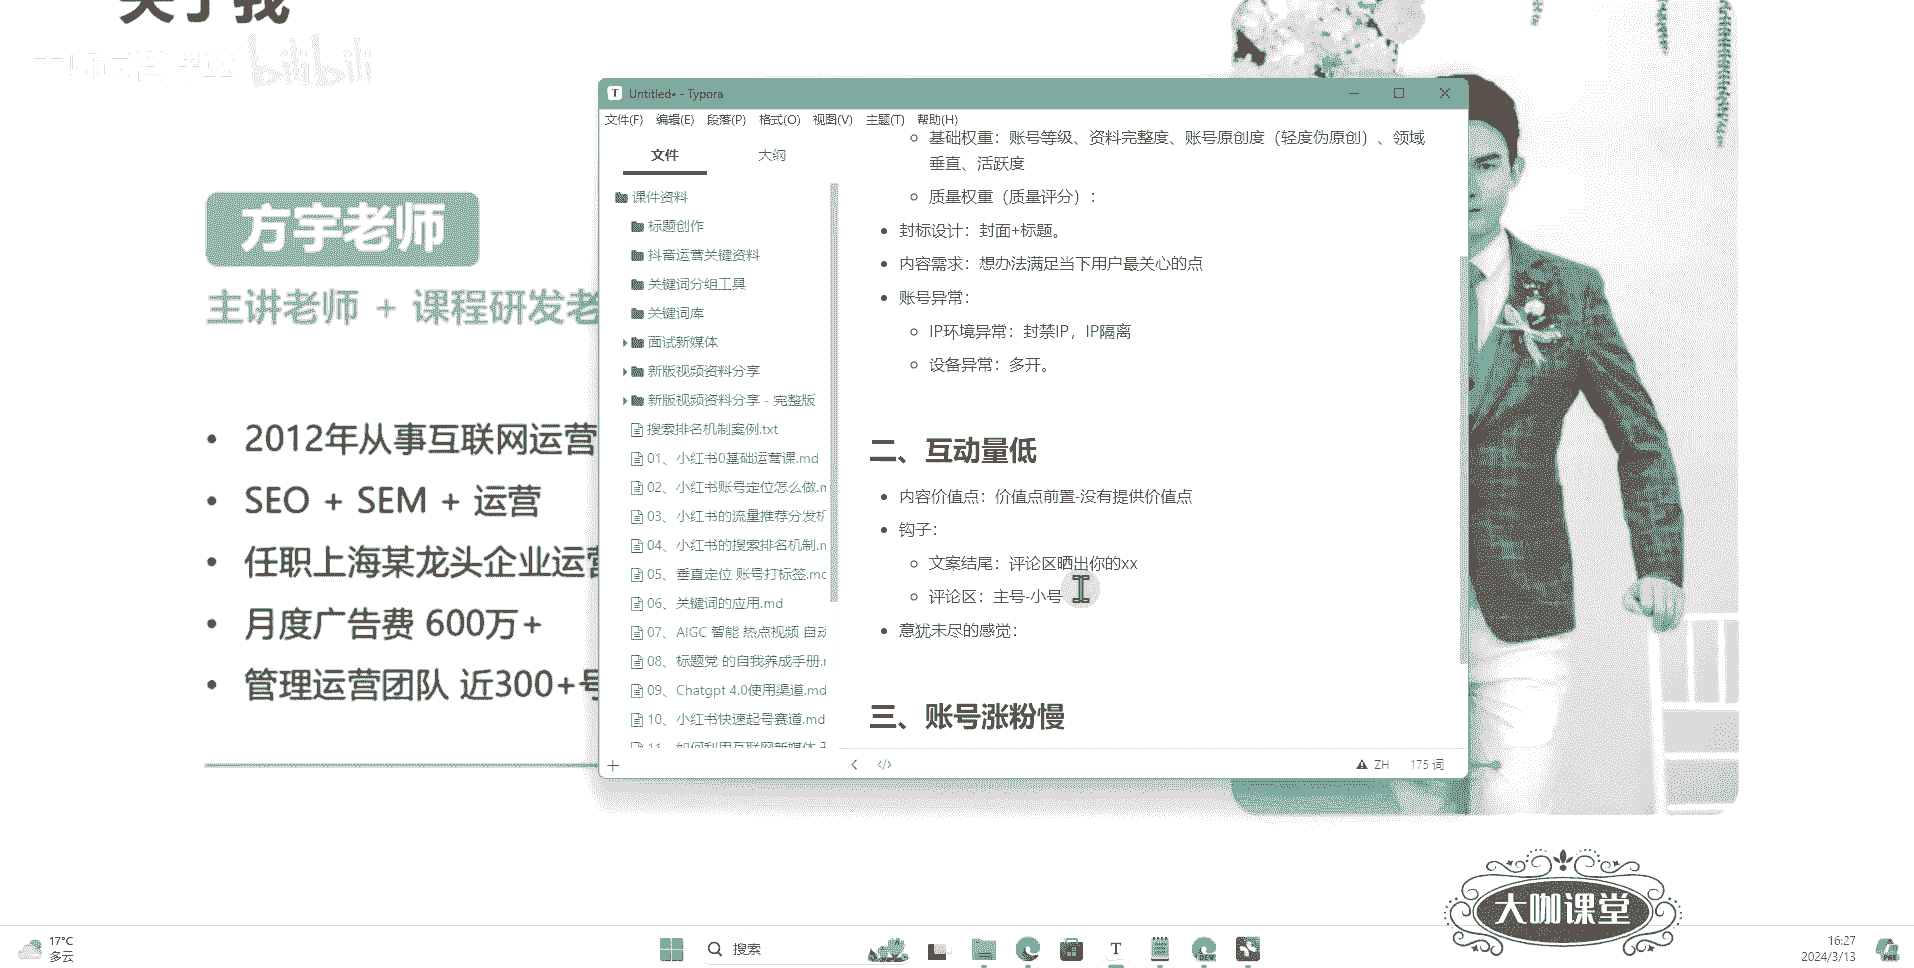 关于我
bilibili
方宇老师
主讲老师 + 课程研发老
2012年从事互联网运营
SEO + SEM + 运营
任职上海某龙头企业运营
月度广告费 600万+
管理运营团队 近300+号
Untitled• - Typora
文件(F) 编辑(E) 段落(P) 格式(O) 视图(V) 主题(T) 帮助(H)
文件 大纲
课件资料
标题创作
抖音运营关键资料
关键词分组工具
关键词库
面试新媒体
新版视频资料分享
新版视频资料分享 - 完整版
搜索排名机制案例.txt
01、小红书0基础运营课.md
02、小红书账号定位怎么做.m
03、小红书的流量推荐分发机
04、小红书的搜索排名机制.m
05、垂直定位 账号打标签.md
06、关键词的应用.md
07、AIGC 智能 热点视频 自动
08、标题党 的自我养成手册.m
09、Chatgpt 4.0使用渠道.md
10、小红书快速起号赛道.md
11、如何利用互联网新媒体
基础权重：账号等级、资料完整度、账号原创度（轻度伪原创）、领域
垂直、活跃度
质量权重（质量评分）：
封标设计：封面+标题。
内容需求：想办法满足当下用户最关心的点
账号异常：
IP环境异常：封禁IP，IP隔离
设备异常：多开。
二、互动量低
内容价值点：价值点前置-没有提供价值点
钩子：
文案结尾：评论区晒出你的xx
评论区：主号-小号
意犹未尽的感觉：
三、账号涨粉慢
ZH 175 词
大咖课堂
17°C
多云
搜索
T
DEV
16:27
2024/3/13
PRE